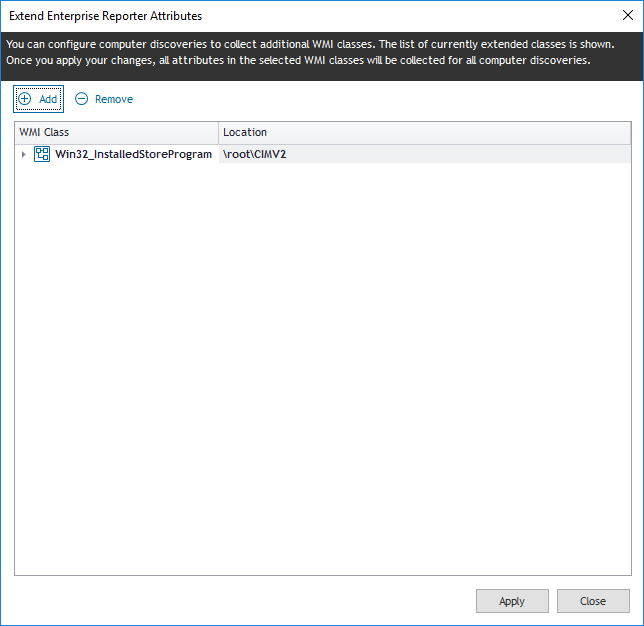 Extend Enterprise Reporter Attributes
You can configure computer discoveries to collect additional WMI classes. The list of currently extended classes is shown.
Once you apply your changes, all attributes in the selected WMI classes will be collected for all computer discoveries.
Add Remove
WMI Class Location
Win32_InstalledStoreProgram \root\CIMV2
Apply Close